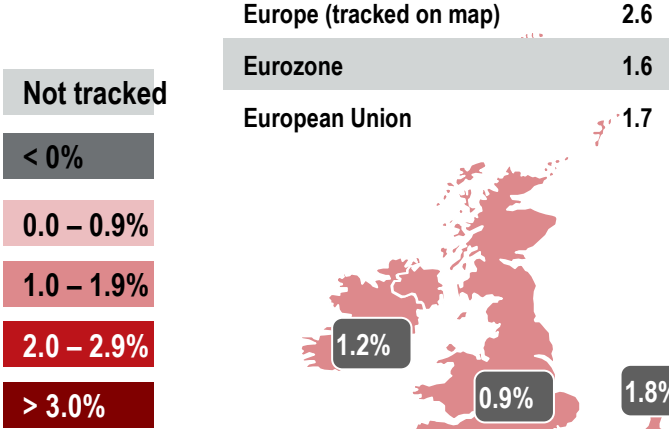 Europe (tracked on map) 2.6
Eurozone 1.6
European Union 1.7
Not tracked
< 0%
0.0 – 0.9%
1.0 – 1.9%
2.0 – 2.9%
> 3.0%
1.2%
0.9%
1.8%